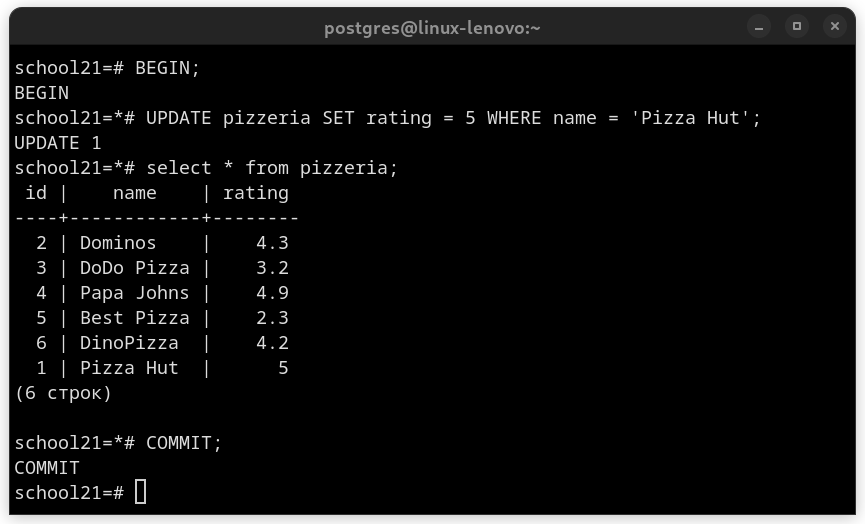 postgres@linux-lenovo:~
school21=# BEGIN;
BEGIN
school21=*# UPDATE pizzeria SET rating = 5 WHERE name = 'Pizza Hut';
UPDATE 1
school21=*# select * from pizzeria;
 id |    name    | rating
----+------------+--------
  2 | Dominos    |    4.3
  3 | DoDo Pizza |    3.2
  4 | Papa Johns |    4.9
  5 | Best Pizza |    2.3
  6 | DinoPizza  |    4.2
  1 | Pizza Hut  |      5
(6 строк)

school21=*# COMMIT;
COMMIT
school21=#